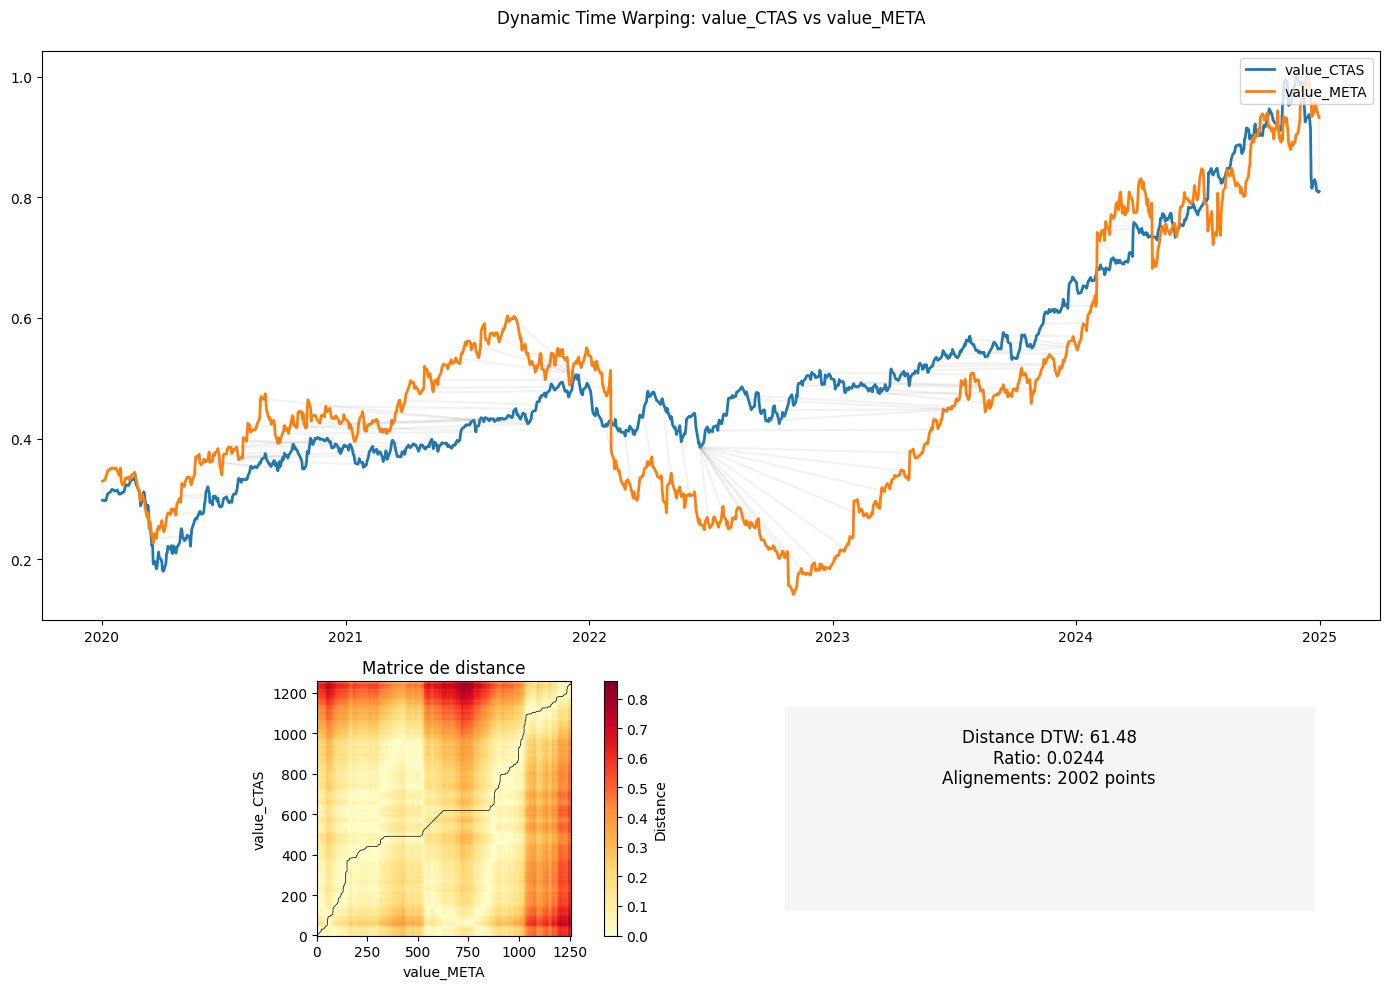 Dynamic Time Warping: value_CTAS vs value_META
value_CTAS
value_META
1.0
0.8
0.6
0.4
0.2
2020 2021 2022 2023 2024 2025
Matrice de distance
1200
1000
800
600
400
200
0
value_CTAS
0 250 500 750 1000 1250
value_META
0.8
0.7
0.6
0.5
0.4
0.3
0.2
0.1
0.0
Distance
Distance DTW: 61.48
Ratio: 0.0244
Alignements: 2002 points